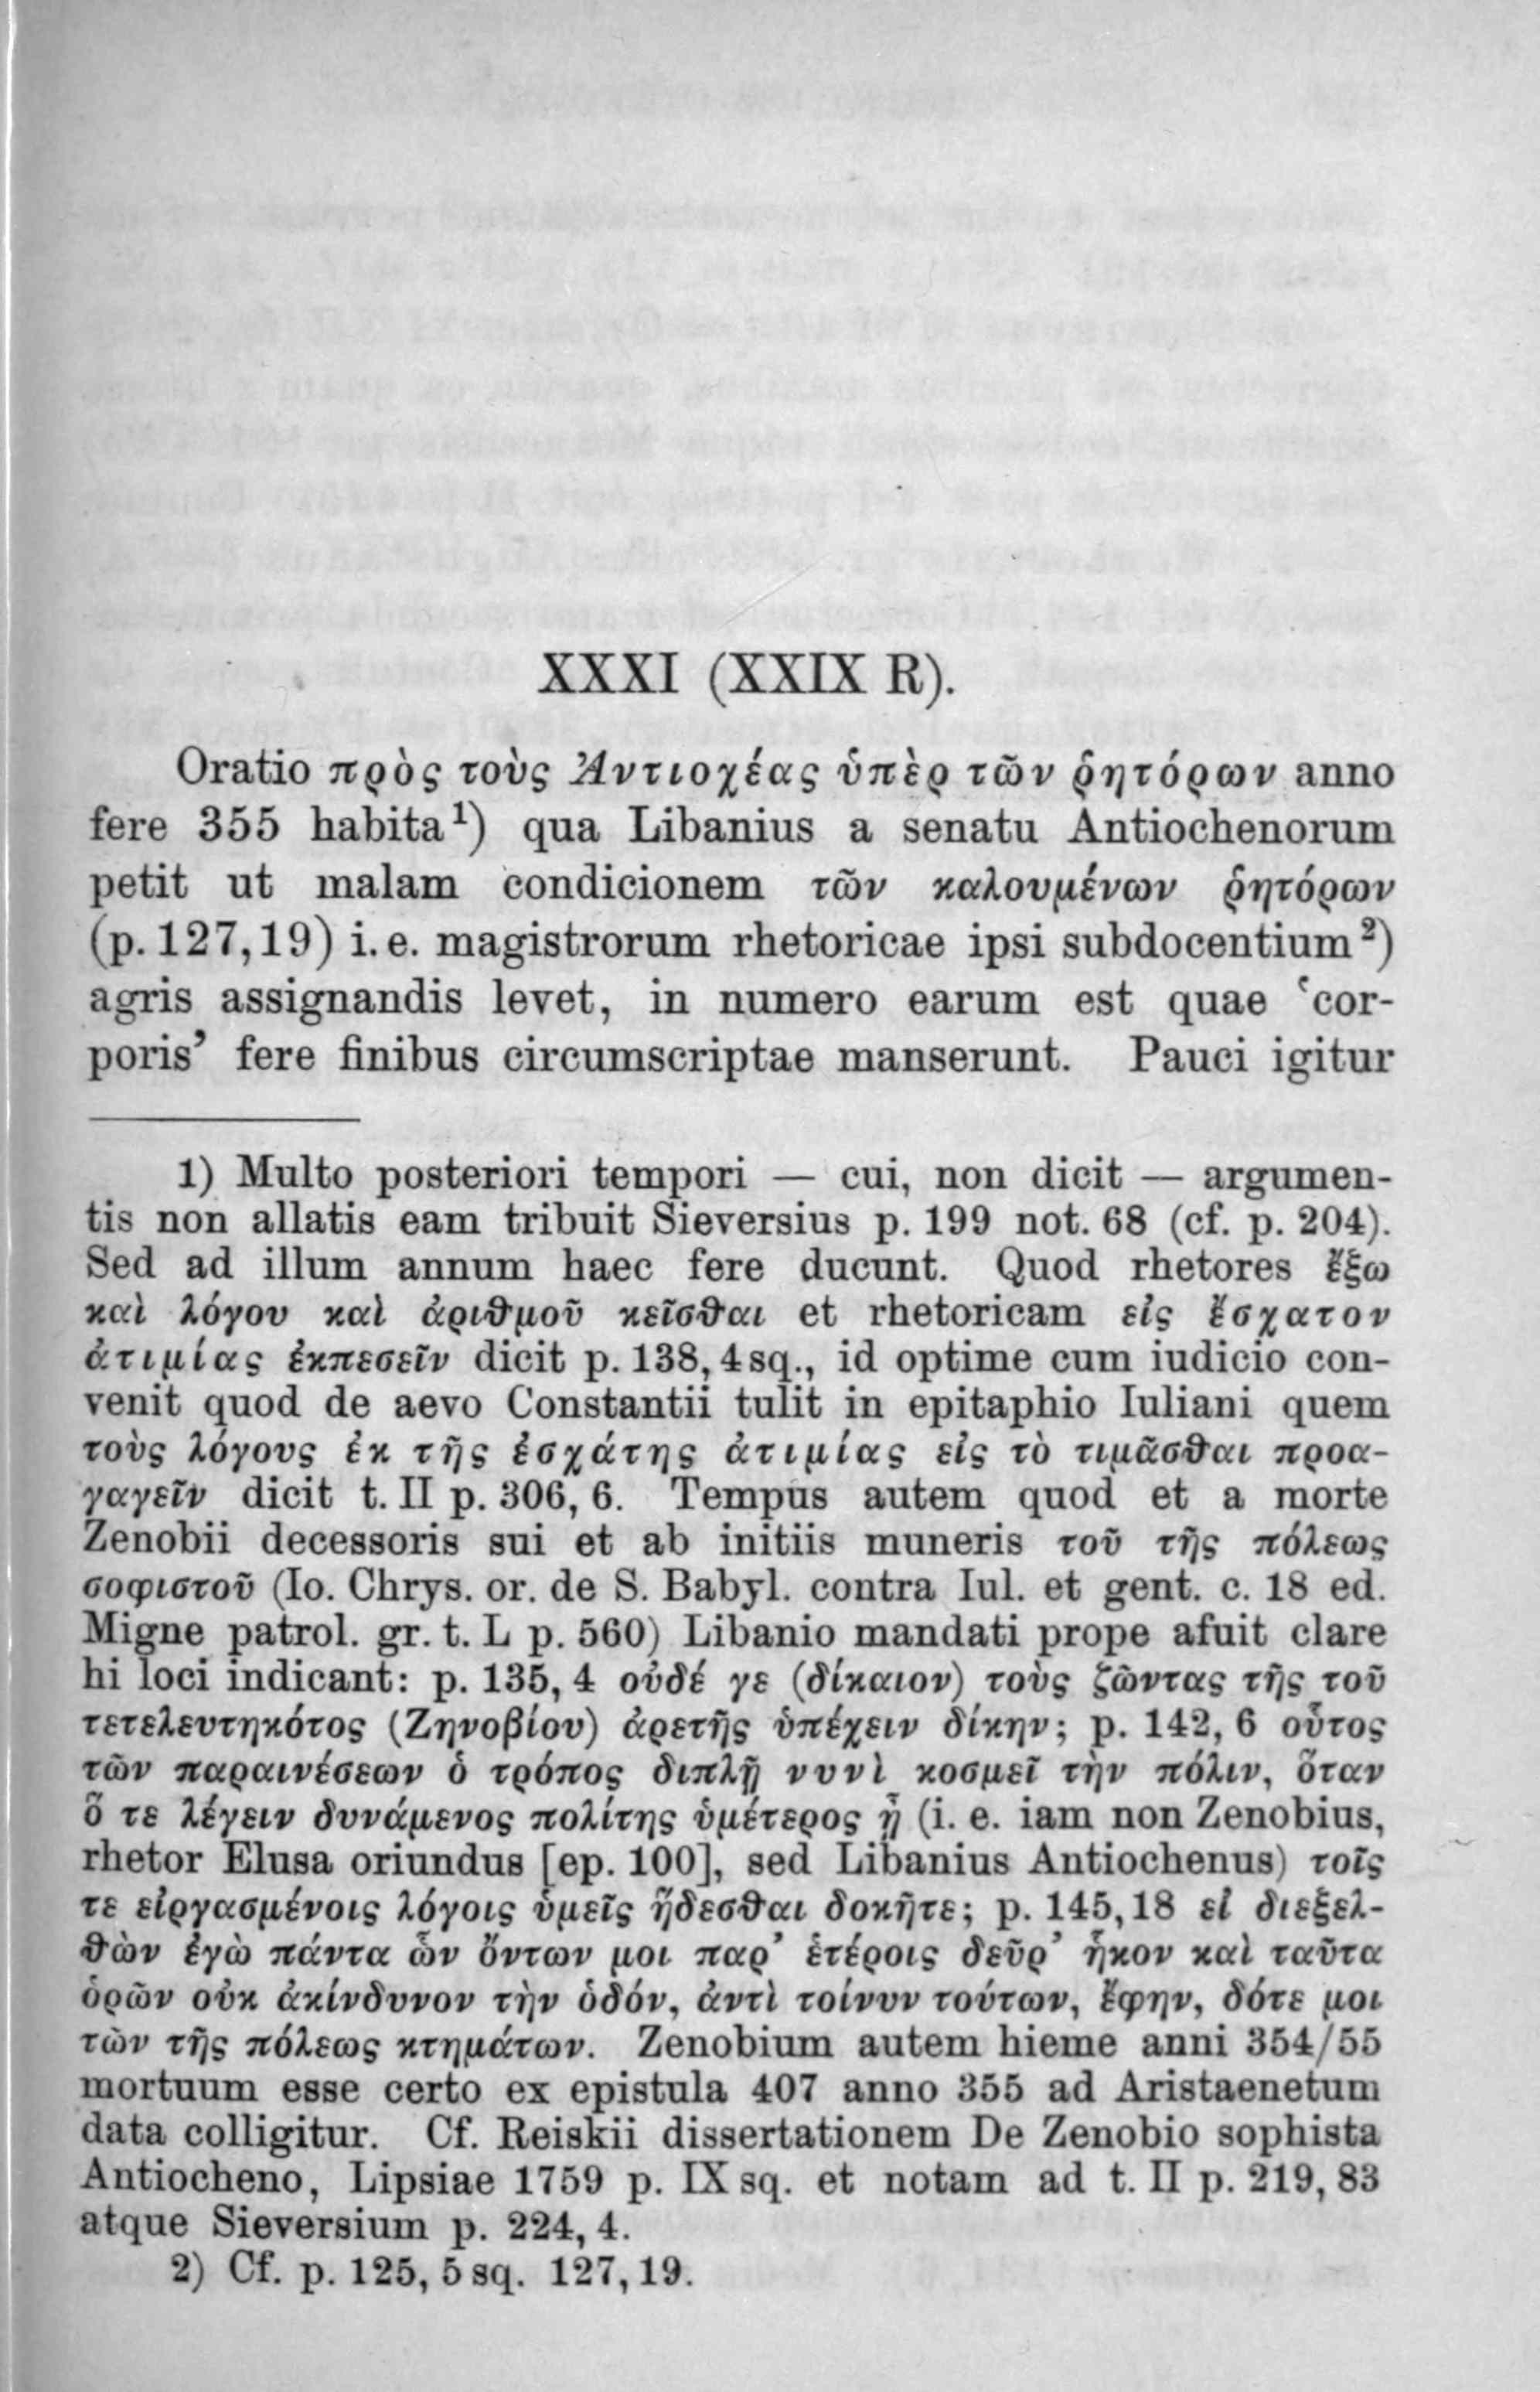 XXXI (XXIX R).
Oratio πρὸς τοὺς Ἀντιοχέας ὑπὲρ τῶν ῥητόρων anno
fere 355 habita¹) qua Libanius a senatu Antiochenorum
petit ut malam condicionem τῶν καλουμένων ῥητόρων
(p. 127,19) i. e. magistrorum rhetoricae ipsi subdocentium²)
agris assignandis levet, in numero earum est quae ‘cor-
poris’ fere finibus circumscriptae manserunt. Pauci igitur
1) Multo posteriori tempori — cui, non dicit — argumen-
tis non allatis eam tribuit Sieversius p. 199 not. 68 (cf. p. 204).
Sed ad illum annum haec fere ducunt. Quod rhetores ἔξω
καὶ λόγου καὶ ἀριθμοῦ κεῖσθαι et rhetoricam εἰς ἔσχατον
ἀτιμίας ἐκπεσεῖν dicit p. 138, 4 sq., id optime cum iudicio con-
venit quod de aevo Constantii tulit in epitaphio Iuliani quem
τοὺς λόγους ἐκ τῆς ἐσχάτης ἀτιμίας εἰς τὸ τιμᾶσθαι προα-
γαγεῖν dicit t. II p. 306, 6. Tempus autem quod et a morte
Zenobii decessoris sui et ab initiis muneris τοῦ τῆς πόλεως
σοφιστοῦ (Io. Chrys. or. de S. Babyl. contra Iul. et gent. c. 18 ed.
Migne patrol. gr. t. L p. 560) Libanio mandati prope afuit clare
hi loci indicant: p. 135, 4 οὐδέ γε (δίκαιον) τοὺς ζῶντας τῆς τοῦ
τετελευτηκότος (Ζηνοβίου) ἀρετῆς ὑπέχειν δίκην; p. 142, 6 οὗτος
τῶν παραινέσεων ὁ τρόπος διπλῇ νυνὶ κοσμεῖ τὴν πόλιν, ὅταν
ὅ τε λέγειν δυνάμενος πολίτης ὑμέτερος ᾖ (i. e. iam non Zenobius,
rhetor Elusa oriundus [ep. 100], sed Libanius Antiochenus) τοῖς
τε εἰργασμένοις λόγοις ὑμεῖς ἥδεσθαι δοκῆτε; p. 145,18 εἰ διεξελ-
θὼν ἐγὼ πάντα ὧν ὄντων μοι παρ’ ἑτέροις δεῦρ’ ἧκον καὶ ταῦτα
ὁρῶν οὐκ ἀκίνδυνον τὴν ὁδόν, ἀντὶ τοίνυν τούτων, ἔφην, δότε μοι
τῶν τῆς πόλεως κτημάτων. Zenobium autem hieme anni 354/55
mortuum esse certo ex epistula 407 anno 355 ad Aristaenetum
data colligitur. Cf. Reiskii dissertationem De Zenobio sophista
Antiocheno, Lipsiae 1759 p. IX sq. et notam ad t. II p. 219, 83
atque Sieversium p. 224, 4.
2) Cf. p. 125, 5 sq. 127, 19.